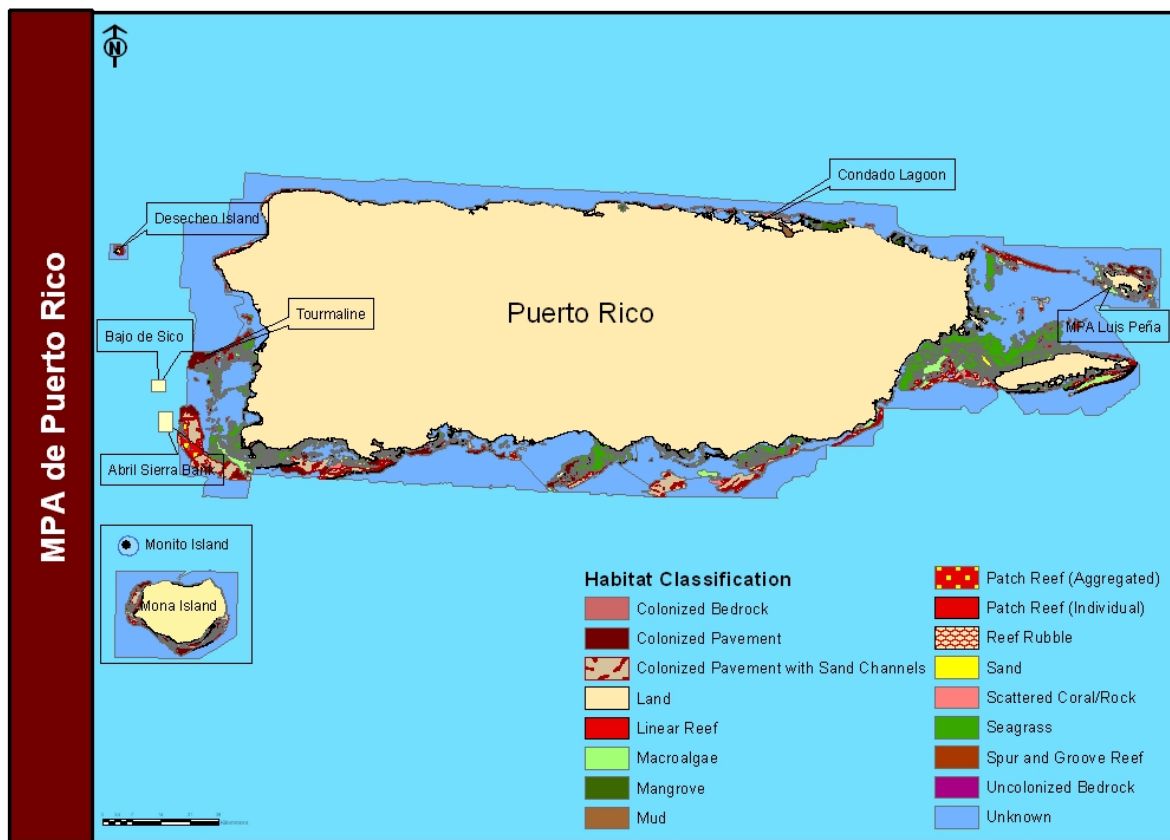 MPA de Puerto Rico
N
Condado Lagoon
Desecheo Island
Tourmaline
Puerto Rico
MPA Luis Peña
Bajo de Sico
Abril Sierra Bank
Monito Island
Mona Island
Habitat Classification
Colonized Bedrock
Colonized Pavement
Colonized Pavement with Sand Channels
Land
Linear Reef
Macroalgae
Mangrove
Mud
Patch Reef (Aggregated)
Patch Reef (Individual)
Reef Rubble
Sand
Scattered Coral/Rock
Seagrass
Spur and Groove Reef
Uncolonized Bedrock
Unknown